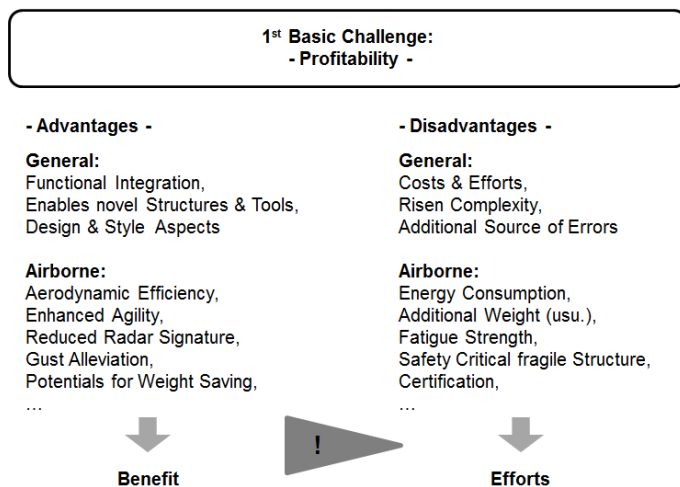 1st Basic Challenge:
- Profitability -
- Advantages -
General:
Functional Integration,
Enables novel Structures & Tools,
Design & Style Aspects
Airborne:
Aerodynamic Efficiency,
Enhanced Agility,
Reduced Radar Signature,
Gust Alleviation,
Potentials for Weight Saving,
...
Benefit
- Disadvantages -
General:
Costs & Efforts,
Risen Complexity,
Additional Source of Errors
Airborne:
Energy Consumption,
Additional Weight (usu.),
Fatigue Strength,
Safety Critical fragile Structure,
Certification,
...
Efforts
!